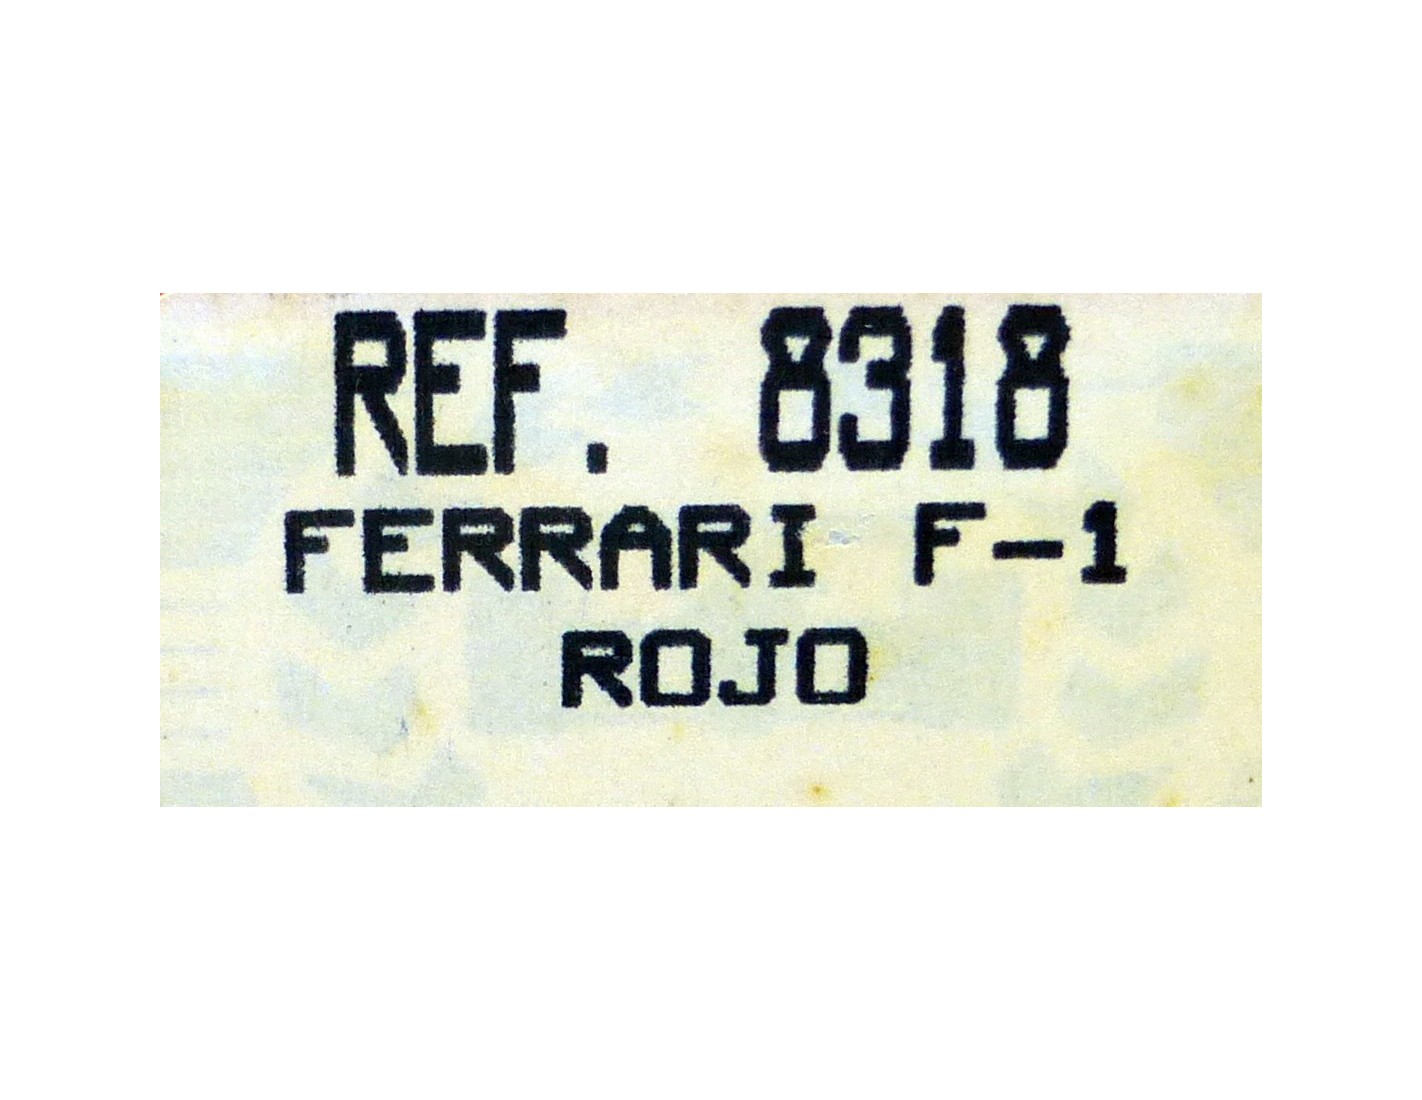 REF. 8318
FERRARI F-1
ROJO